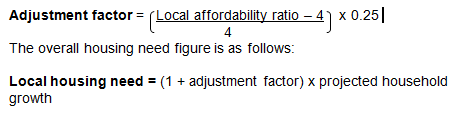 Adjustment factor = (Local affordability ratio – 4) x 0.25
4
The overall housing need figure is as follows:
Local housing need = (1 + adjustment factor) x projected household
growth